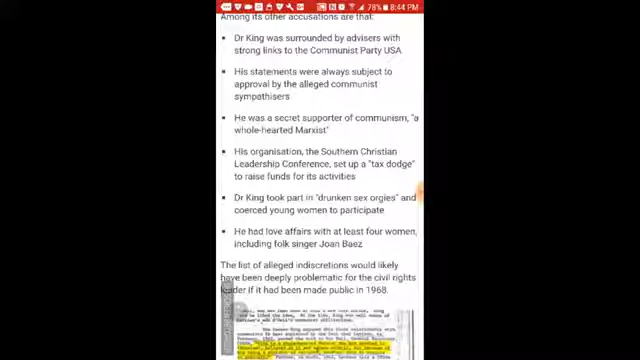 78% 8:44 PM
Among its other accusations are that:
• Dr King was surrounded by advisers with
strong links to the Communist Party USA
• His statements were always subject to
approval by the alleged communist
sympathisers
• He was a secret supporter of communism, "a
whole-hearted Marxist"
• His organisation, the Southern Christian
Leadership Conference, set up a "tax dodge"
to raise funds for its activities
• Dr King took part in "drunken sex orgies" and
coerced young women to participate
• He had love affairs with at least four women,
including folk singer Joan Baez
The list of alleged indiscretions would likely
have been deeply problematic for the civil rights
leader if it had been made public in 1968.